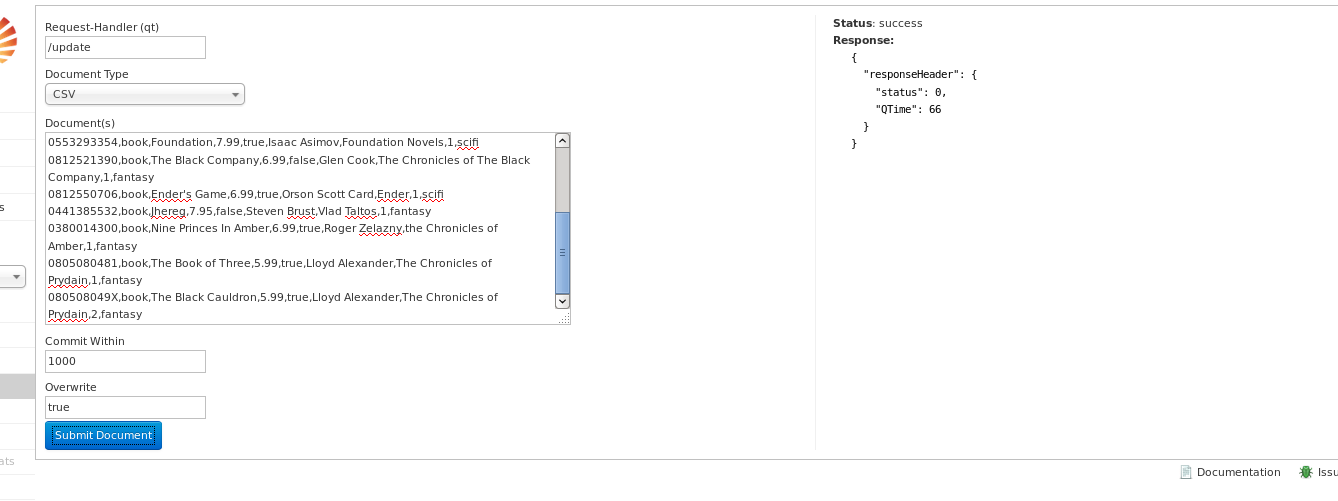 Request-Handler (qt)
/update
Document Type
CSV
Document(s)
0553293354,book,Foundation,7.99,true,Isaac Asimov,Foundation Novels,1,scifi
0812521390,book,The Black Company,6.99,false,Glen Cook,The Chronicles of The Black
Company,1,fantasy
0812550706,book,Ender's Game,6.99,true,Orson Scott Card,Ender,1,scifi
0441385532,book,Jhereg,7.95,false,Steven Brust,Vlad Taltos,1,fantasy
0380014300,book,Nine Princes In Amber,6.99,true,Roger Zelazny,the Chronicles of
Amber,1,fantasy
0805080481,book,The Book of Three,5.99,true,Lloyd Alexander,The Chronicles of
Prydain,1,fantasy
080508049X,book,The Black Cauldron,5.99,true,Lloyd Alexander,The Chronicles of
Prydain,2,fantasy
Commit Within
1000
Overwrite
true
Submit Document
Status: success
Response:
{
"responseHeader": {
"status": 0,
"QTime": 66
}
}
Documentation